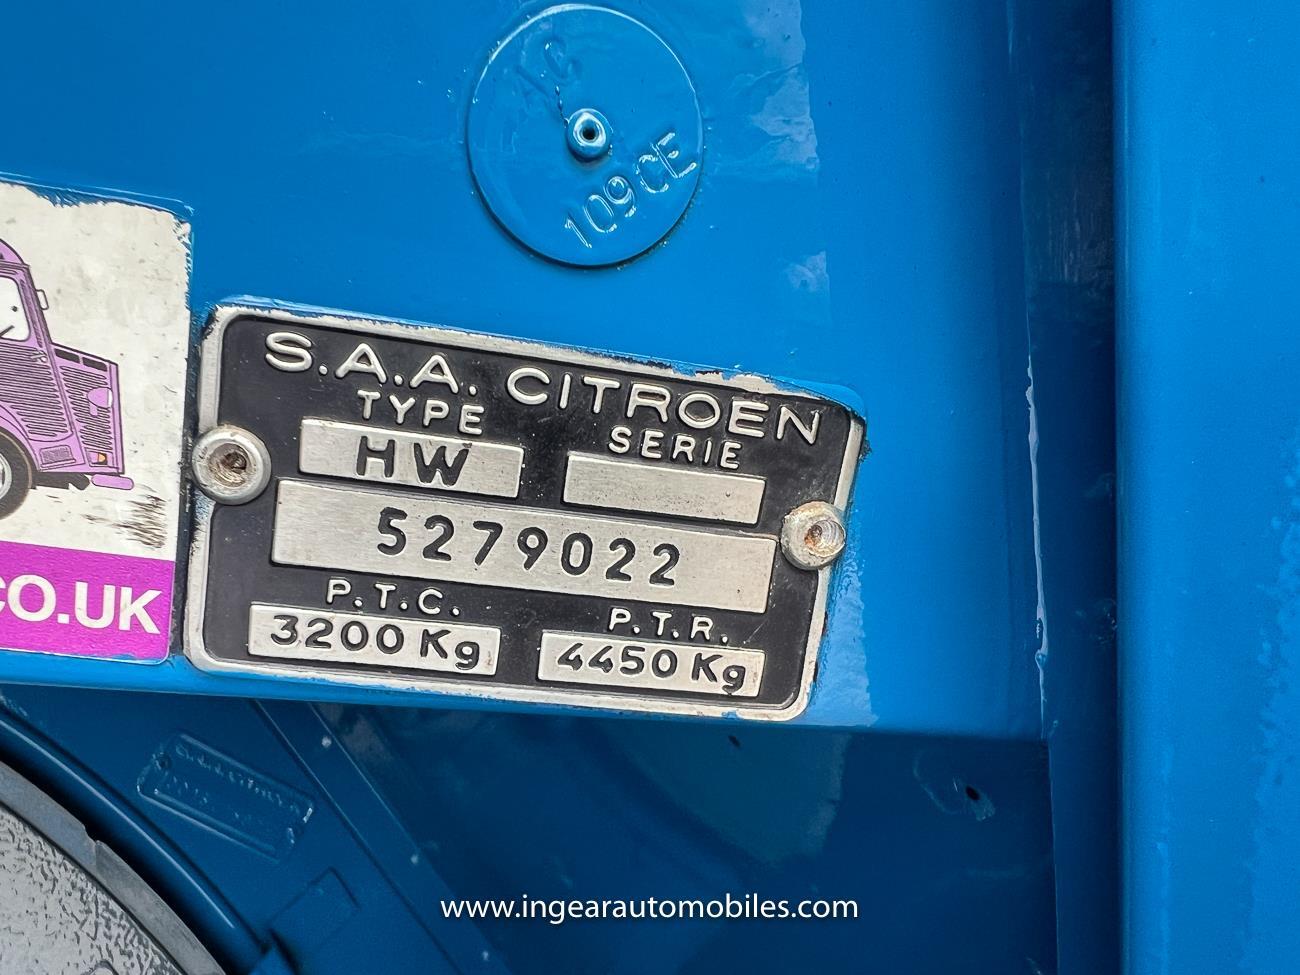 109CE
S.A.A. CITROEN
TYPE SERIE
HW
5279022
P.T.C. P.T.R.
3200 Kg 4450 Kg
CO.UK
www.ingearautomobiles.com